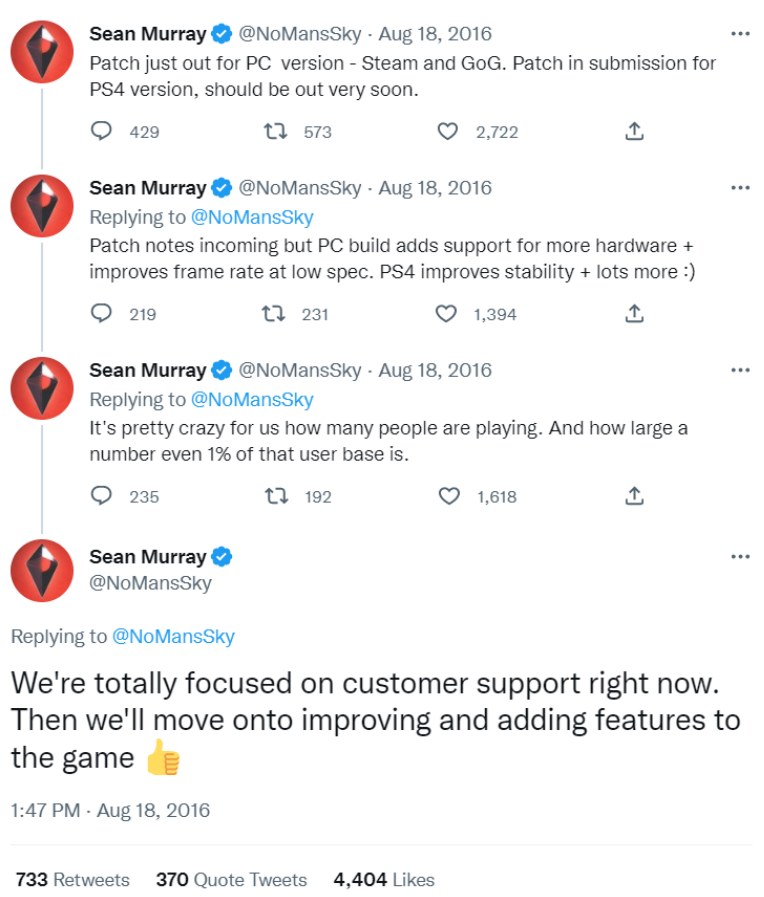 Sean Murray @NoMansSky · Aug 18, 2016
Patch just out for PC  version - Steam and GoG. Patch in submission for
PS4 version, should be out very soon.
429 573 2,722
Sean Murray @NoMansSky · Aug 18, 2016
Replying to @NoMansSky
Patch notes incoming but PC build adds support for more hardware +
improves frame rate at low spec. PS4 improves stability + lots more :)
219 231 1,394
Sean Murray @NoMansSky · Aug 18, 2016
Replying to @NoMansSky
It's pretty crazy for us how many people are playing. And how large a
number even 1% of that user base is.
235 192 1,618
Sean Murray
@NoMansSky
Replying to @NoMansSky
We're totally focused on customer support right now.
Then we'll move onto improving and adding features to
the game 👍
1:47 PM · Aug 18, 2016
733 Retweets 370 Quote Tweets 4,404 Likes